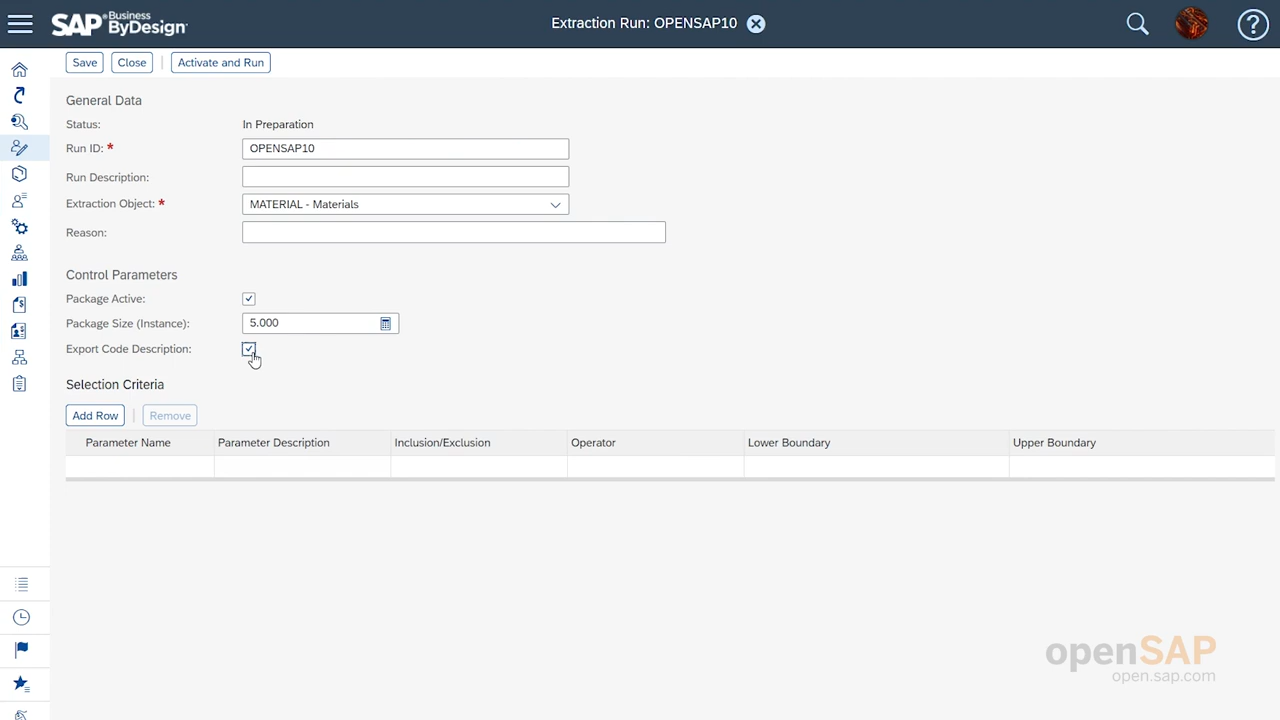 SAP Business ByDesign
Extraction Run: OPENSAP10
Save Close Activate and Run
General Data
Status: In Preparation
Run ID: * OPENSAP10
Run Description:
Extraction Object: * MATERIAL - Materials
Reason:
Control Parameters
Package Active:
Package Size (Instance): 5.000
Export Code Description:
Selection Criteria
Add Row Remove
Parameter Name Parameter Description Inclusion/Exclusion Operator Lower Boundary Upper Boundary
openSAP
open.sap.com